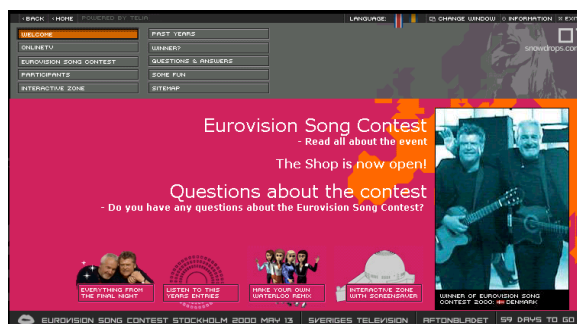 ‹BACK ‹HOME POWERED BY TELIA LANGUAGE: CHANGE WINDOW INFORMATION × EXIT
WELCOME
ONLINETV
EUROVISION SONG CONTEST
PARTICIPANTS
INTERACTIVE ZONE
PAST YEARS
WINNER?
QUESTIONS & ANSWERS
SOME FUN
SITEMAP
snowdrops.com
Eurovision Song Contest
- Read all about the event
The Shop is now open!
Questions about the contest
- Do you have any questions about the Eurovision Song Contest?
EVERYTHING FROM
THE FINAL NIGHT
LISTEN TO THIS
YEARS ENTRIES
MAKE YOUR OWN
WATERLOO REMIX
INTERACTIVE ZONE
WITH SCREENSAVER
WINNER OF EUROVISION SONG
CONTEST 2000: DENMARK
EUROVISION SONG CONTEST STOCKHOLM 2000 MAY 13 SVERIGES TELEVISION AFTONBLADET 59 DAYS TO GO